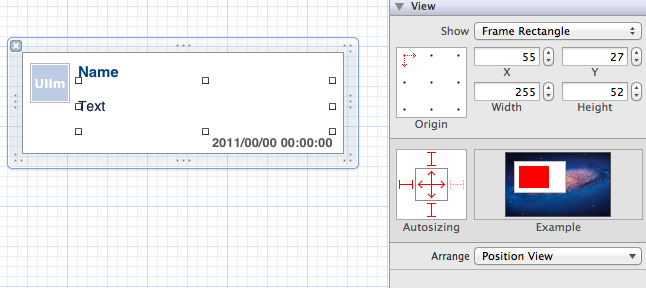 View
Show Frame Rectangle
55 27
X Y
255 52
Width Height
Origin
UIIm
Name
Text
2011/00/00 00:00:00
Autosizing Example
Arrange Position View